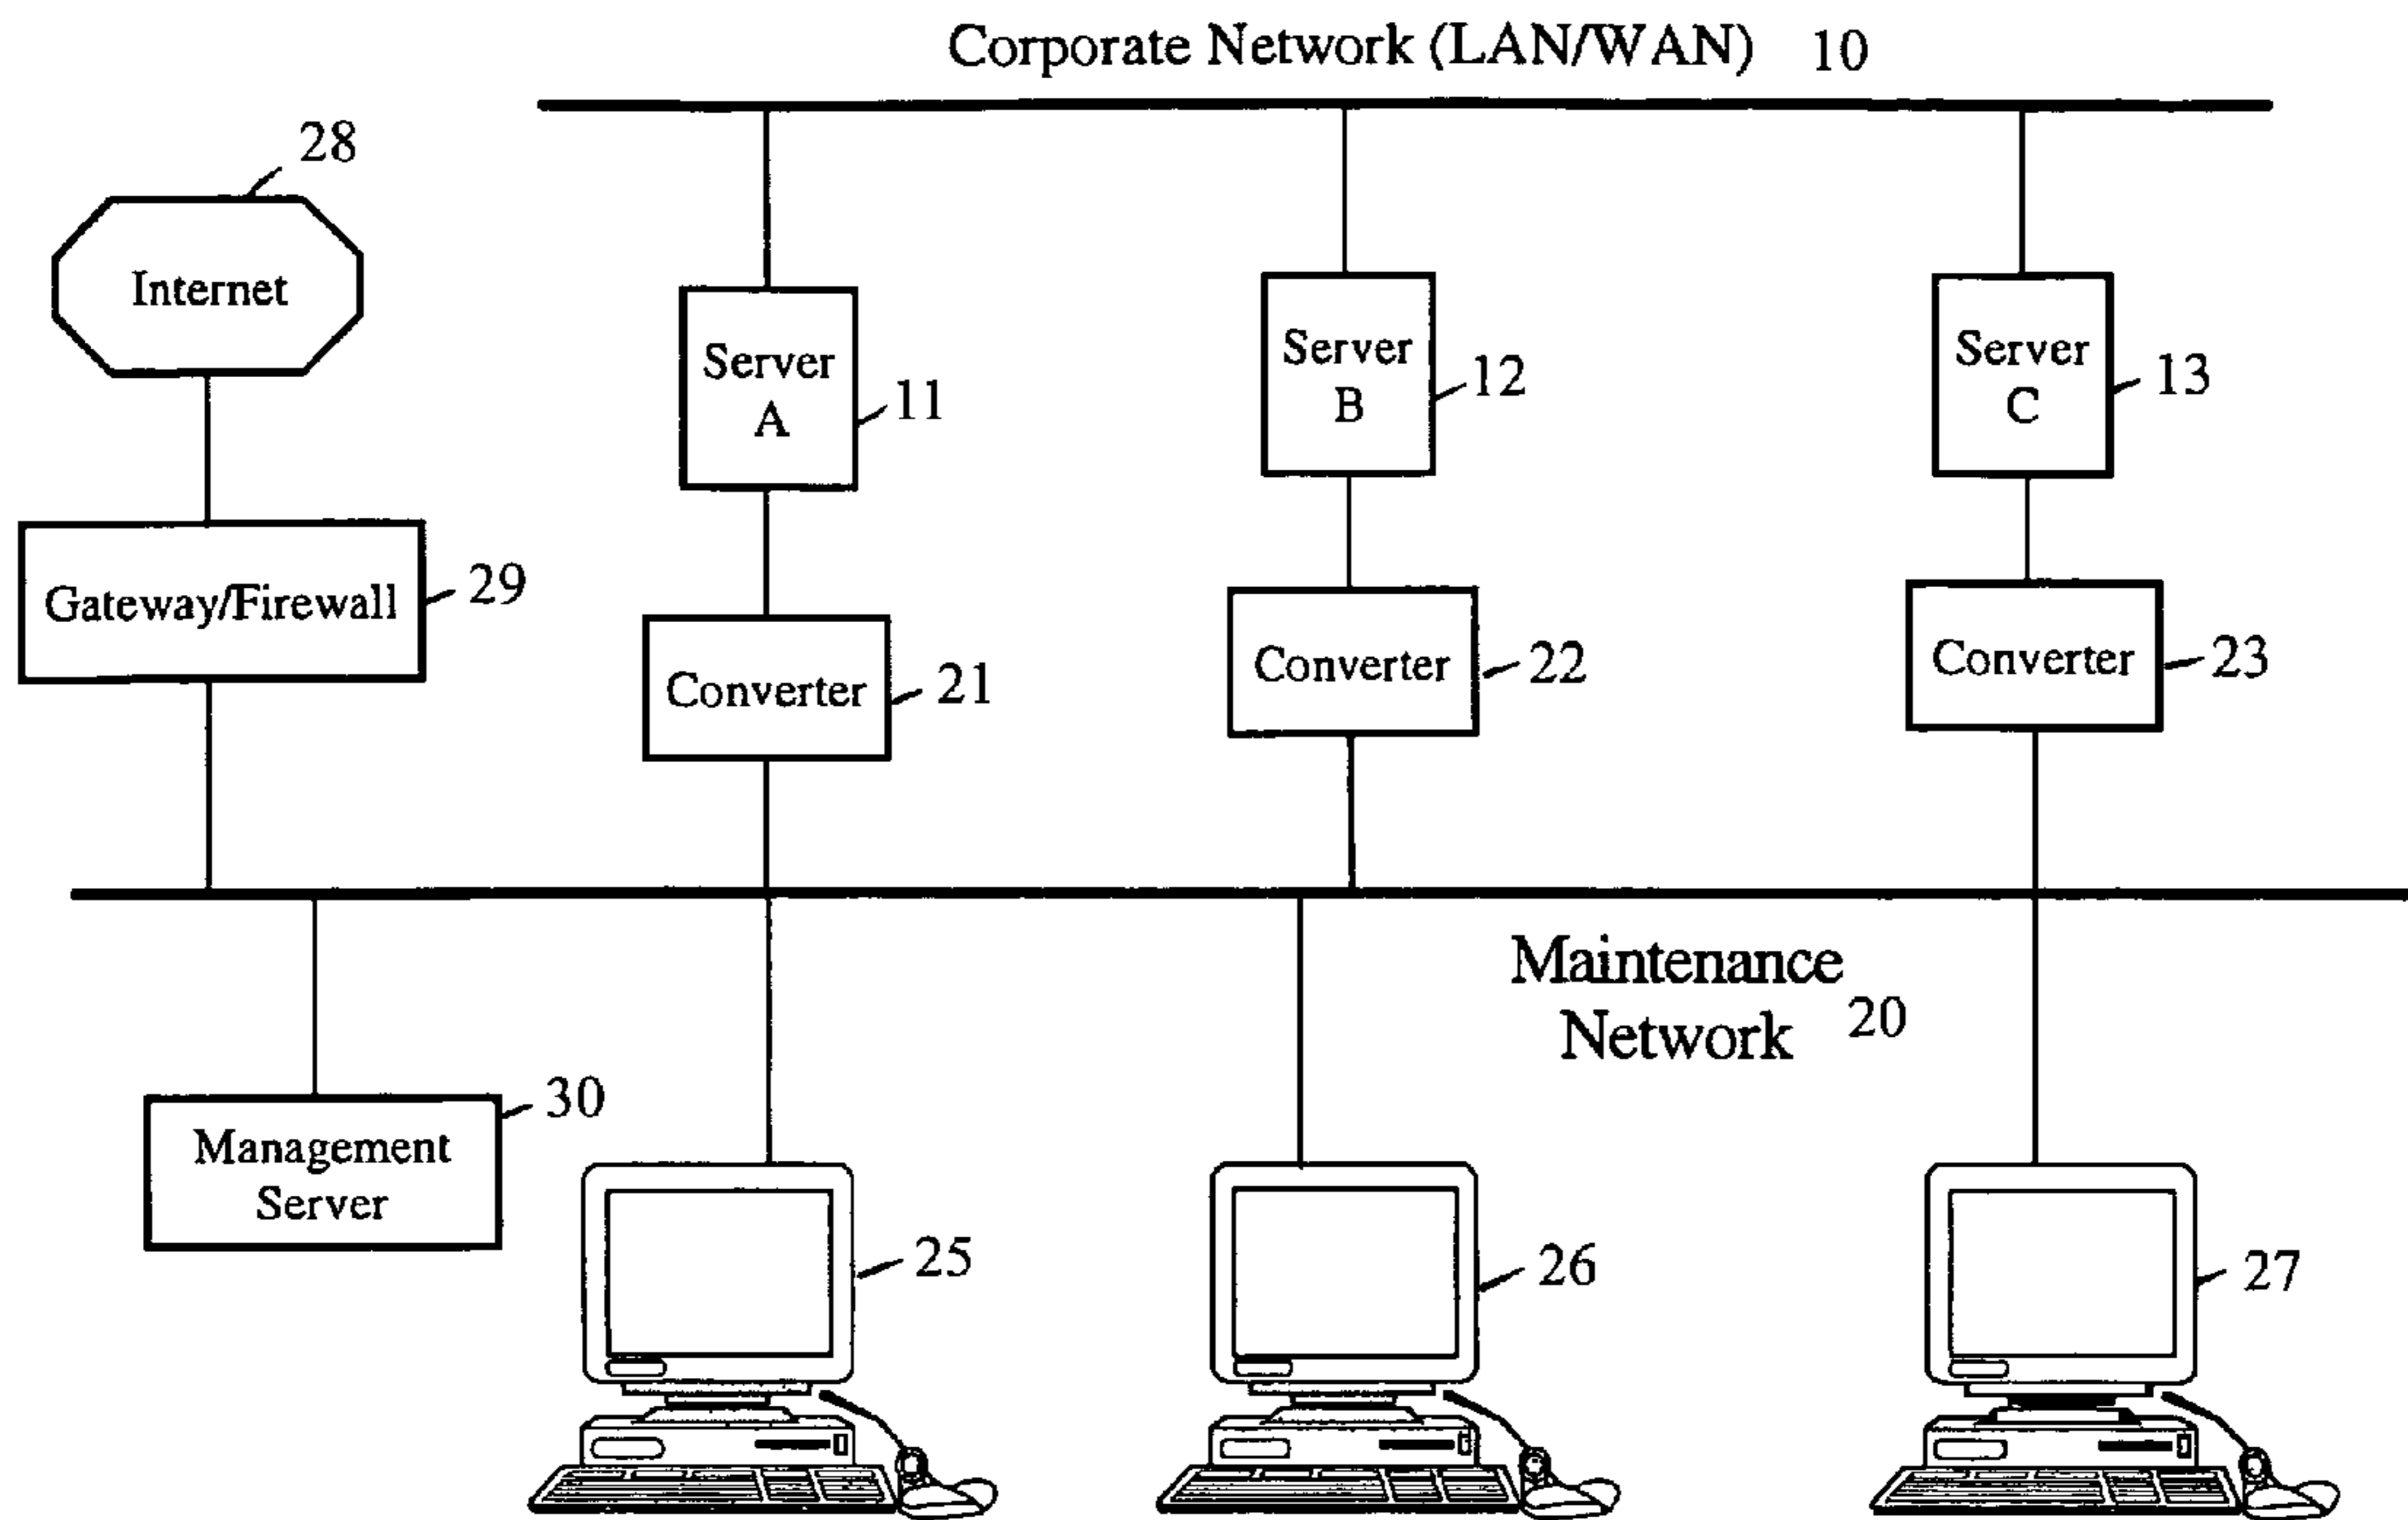 Corporate Network (LAN/WAN) 10
28
Internet
Server
A
11
Server
B
12
Server
C
13
Gateway/Firewall
29
Converter
21
Converter
22
Converter
23
Maintenance
Network 20
Management
Server
30
25
26
27